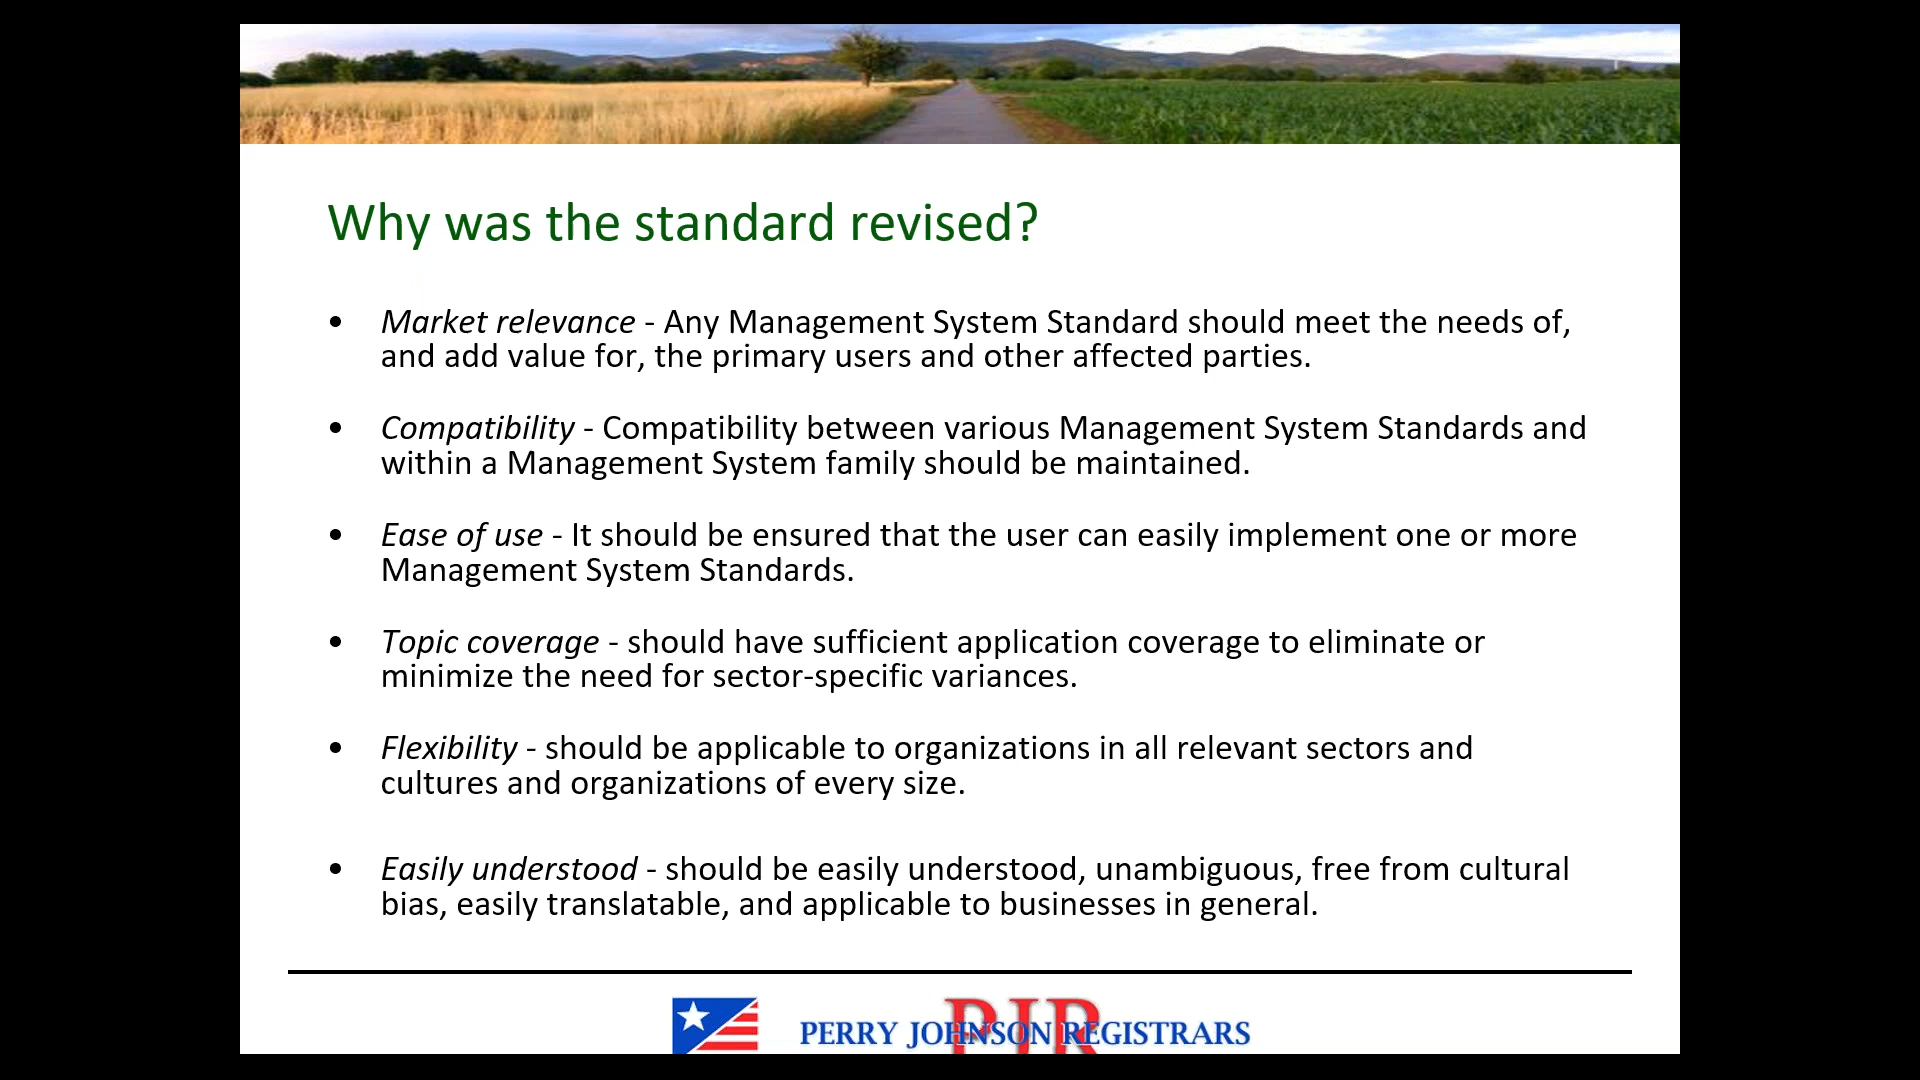 Why was the standard revised?
• Market relevance - Any Management System Standard should meet the needs of,
and add value for, the primary users and other affected parties.
• Compatibility - Compatibility between various Management System Standards and
within a Management System family should be maintained.
• Ease of use - It should be ensured that the user can easily implement one or more
Management System Standards.
• Topic coverage - should have sufficient application coverage to eliminate or
minimize the need for sector-specific variances.
• Flexibility - should be applicable to organizations in all relevant sectors and
cultures and organizations of every size.
• Easily understood - should be easily understood, unambiguous, free from cultural
bias, easily translatable, and applicable to businesses in general.
PJR
PERRY JOHNSON REGISTRARS